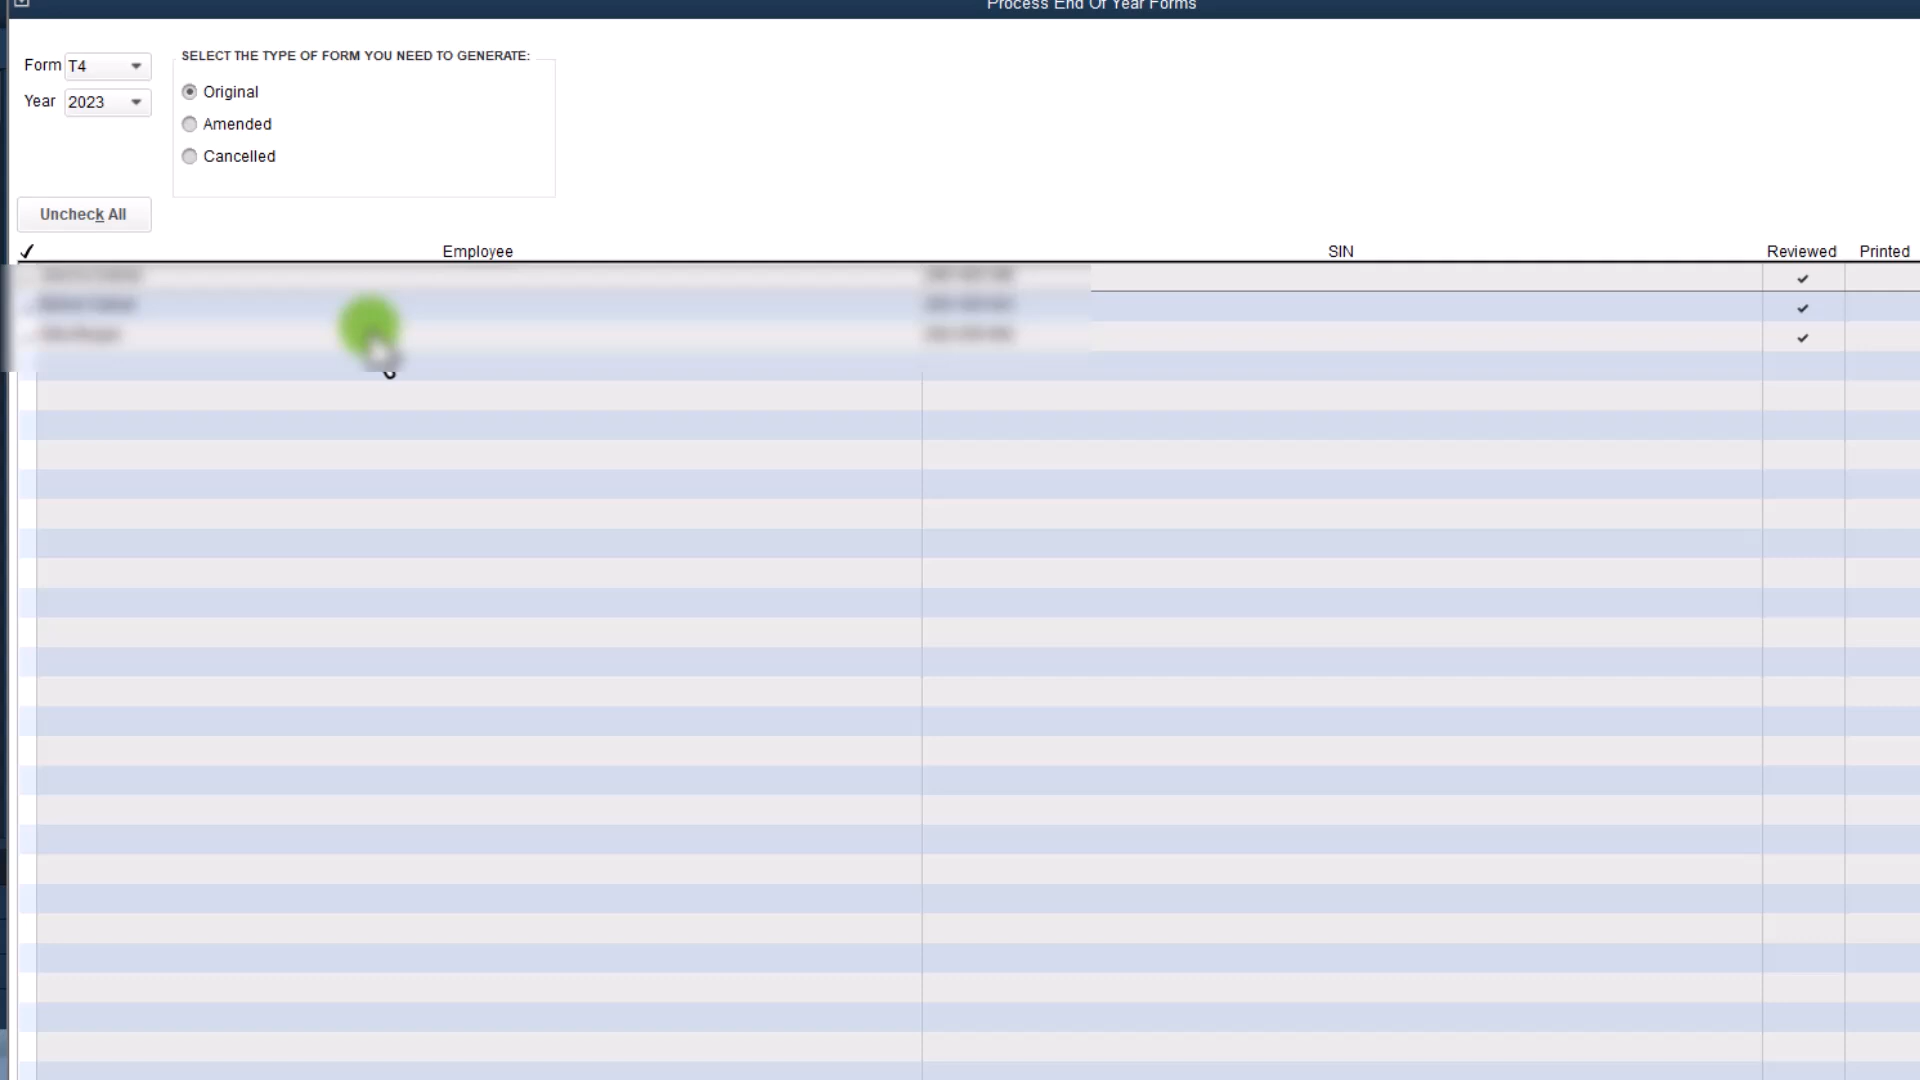 Process End Of Year Forms
Form T4
Year 2023
SELECT THE TYPE OF FORM YOU NEED TO GENERATE:
Original
Amended
Cancelled
Uncheck All
Employee SIN Reviewed Printed